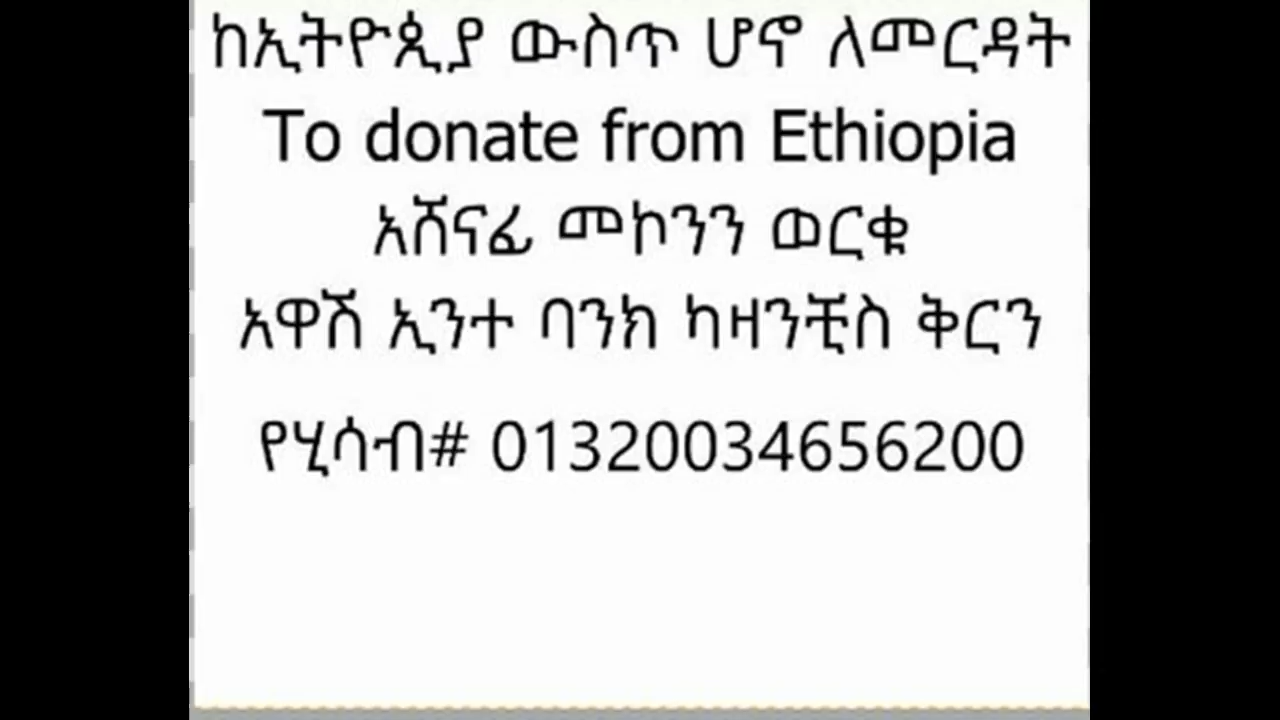 ከኢትዮጲያ ውስጥ ሆኖ ለመርዳት
To donate from Ethiopia
አሸናፊ መኮንን ወርቁ
አዋሽ ኢንተ ባንክ ካዛንቺስ ቅርን
የሂሳብ# 01320034656200